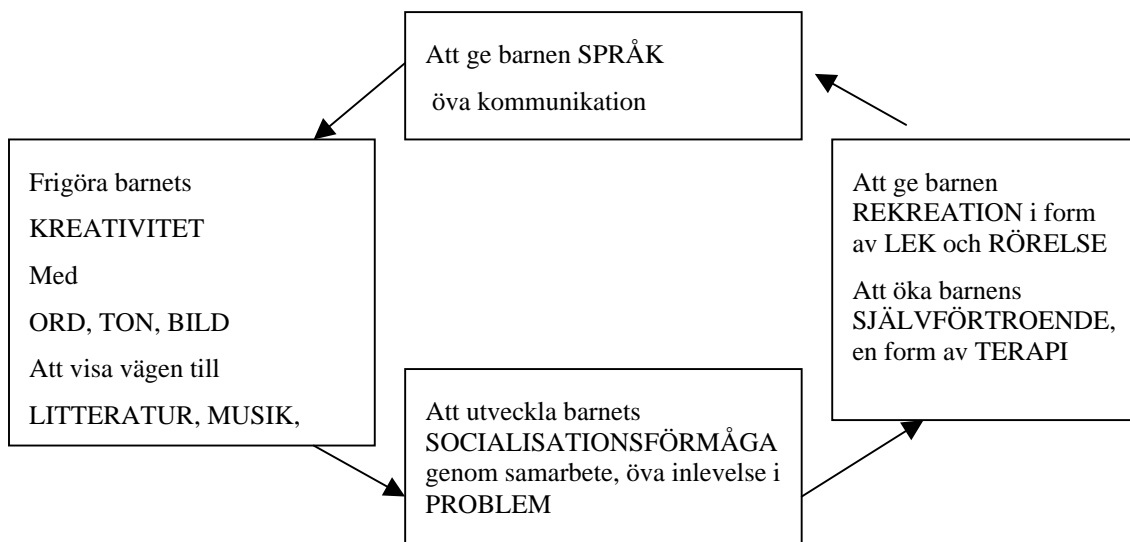 Att ge barnen SPRÅK
öva kommunikation
Frigöra barnets
KREATIVITET
Med
ORD, TON, BILD
Att visa vägen till
LITTERATUR, MUSIK,
Att utveckla barnets
SOCIALISATIONSFÖRMÅGA
genom samarbete, öva inlevelse i
PROBLEM
Att ge barnen
REKREATION i form
av LEK och RÖRELSE
Att öka barnens
SJÄLVFÖRTROENDE,
en form av TERAPI